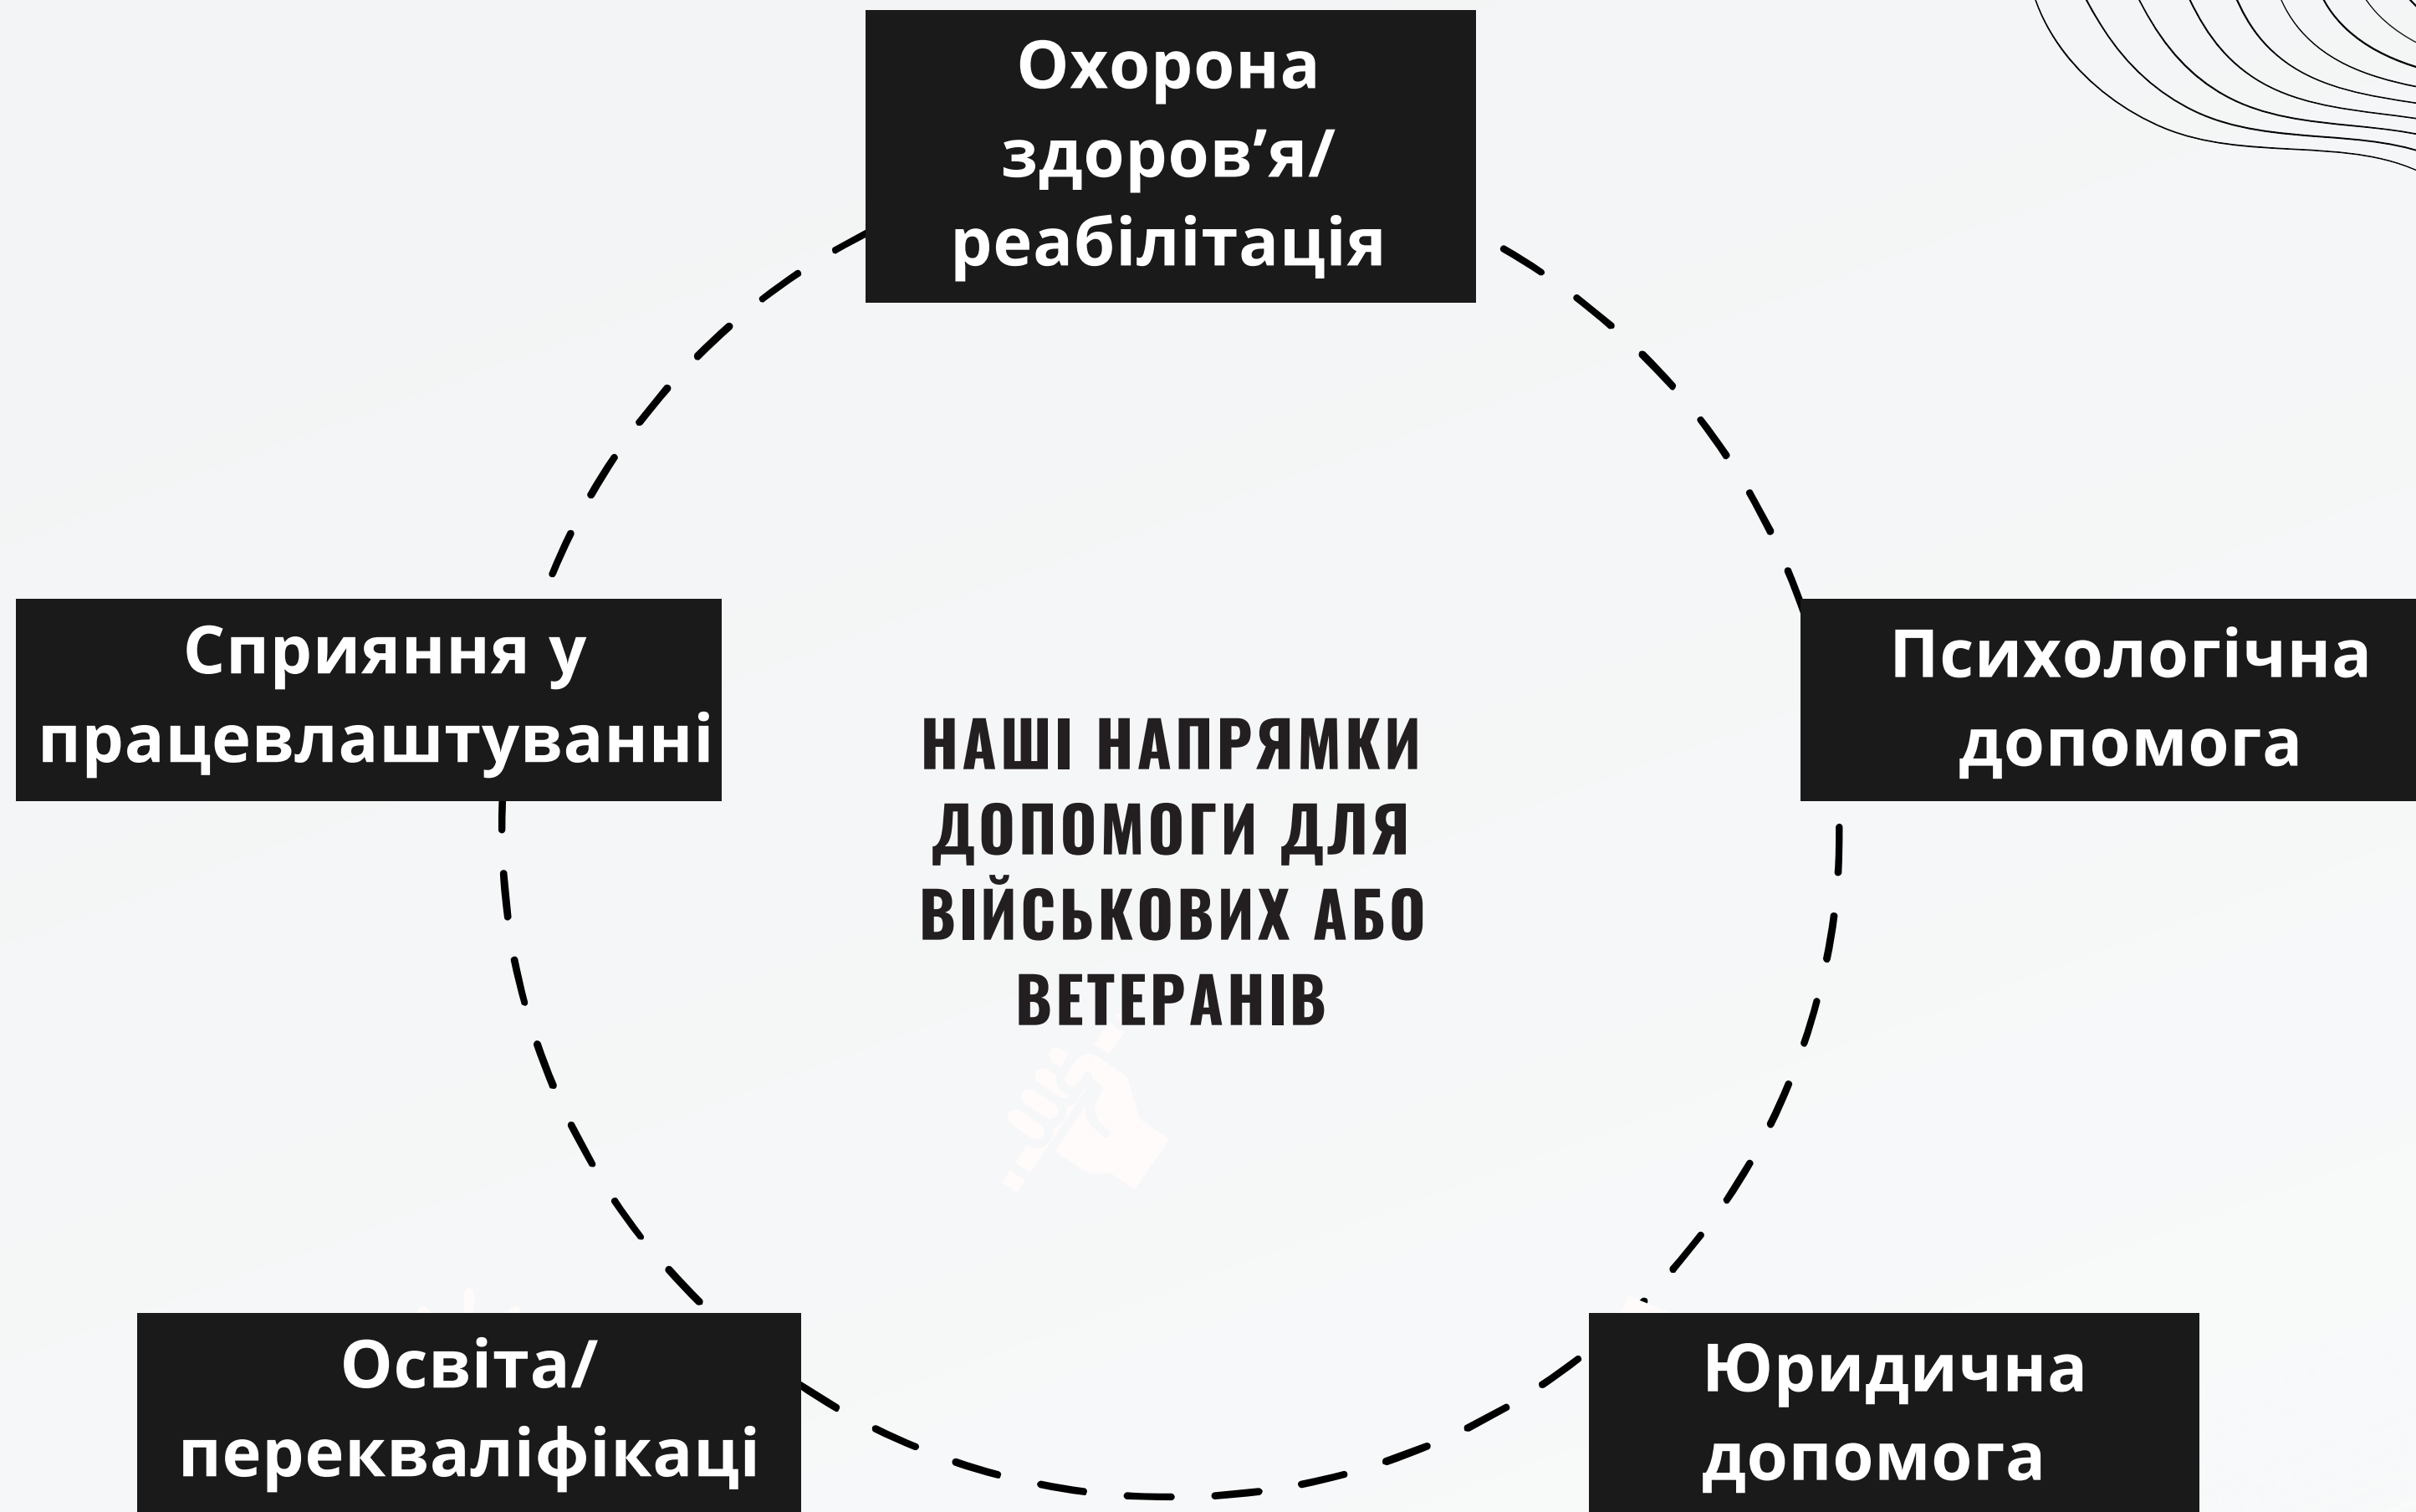 Охорона
здоров’я/
реабілітація
Сприяння у
працевлаштуванні
Психологічна
допомога
НАШІ НАПРЯМКИ
ДОПОМОГИ ДЛЯ
ВІЙСЬКОВИХ АБО
ВЕТЕРАНІВ
Освіта/
перекваліфікаці
Юридична
допомога